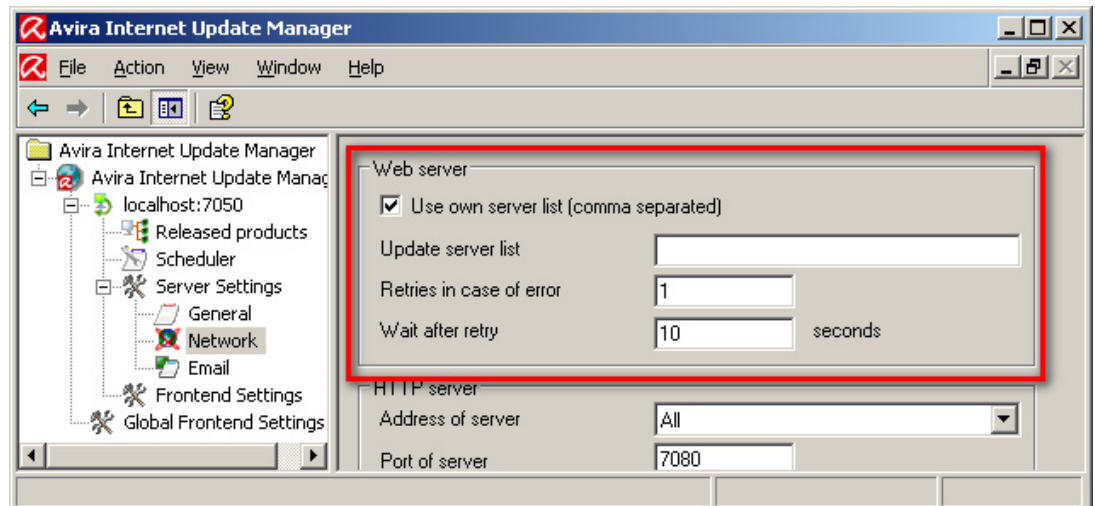 Avira Internet Update Manager
File Action View Window Help
Avira Internet Update Manager
Avira Internet Update Manag
localhost:7050
Released products
Scheduler
Server Settings
General
Network
Email
Frontend Settings
Global Frontend Settings
Web server
Use own server list (comma separated)
Update server list
Retries in case of error 1
Wait after retry 10 seconds
HTTP server
Address of server All
Port of server 7080